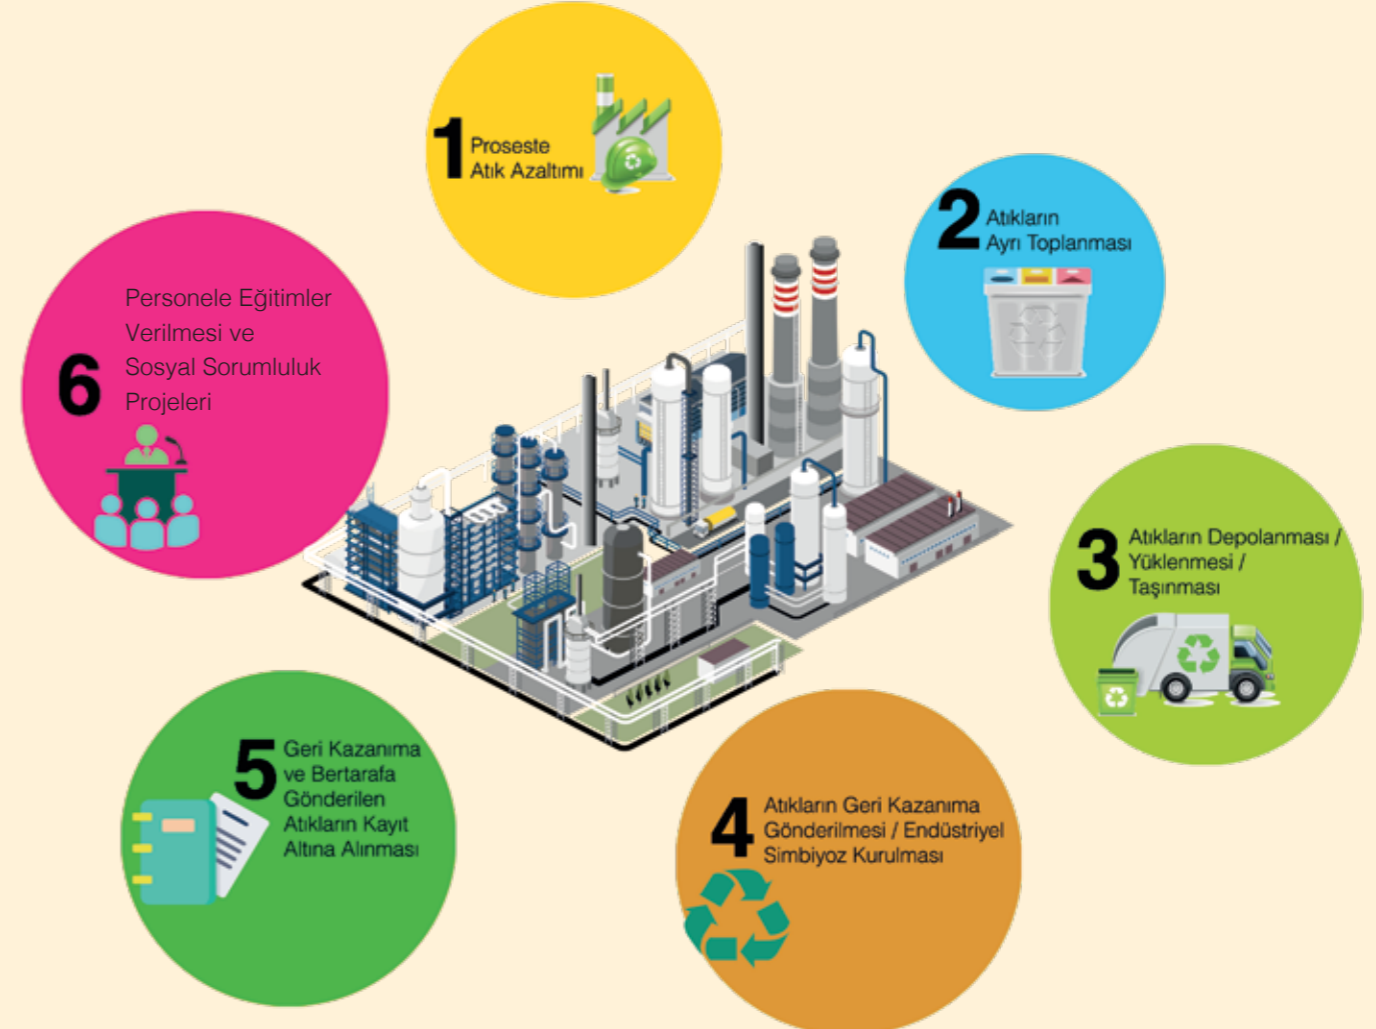 1
Proseste
Atık Azaltımı
2
Atıkların
Ayrı Toplanması
3
Atıkların Depolanması /
Yüklenmesi /
Taşınması
4
Atıkların Geri Kazanıma
Gönderilmesi / Endüstriyel
Simbiyoz Kurulması
5
Geri Kazanıma
ve Bertarafa
Gönderilen
Atıkların Kayıt
Altına Alınması
6
Personele Eğitimler
Verilmesi ve
Sosyal Sorumluluk
Projeleri